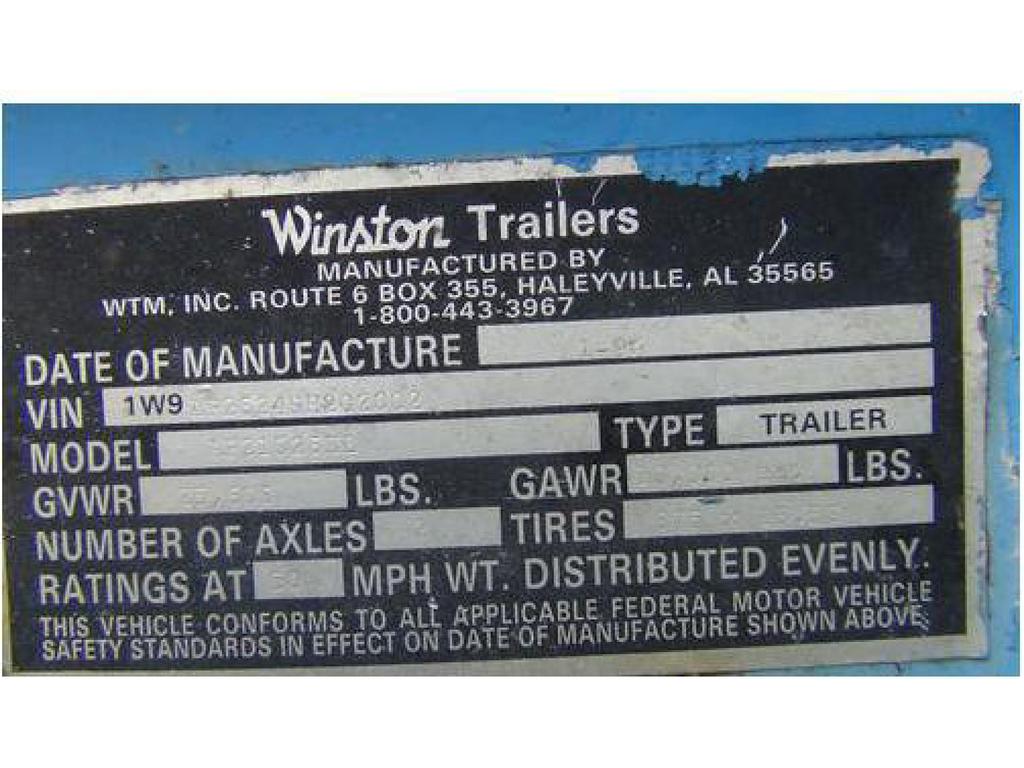 Winston Trailers
MANUFACTURED BY
WTM, INC. ROUTE 6 BOX 355, HALEYVILLE, AL 35565
1-800-443-3967
DATE OF MANUFACTURE
VIN 1W9
MODEL TYPE TRAILER
GVWR LBS. GAWR LBS.
NUMBER OF AXLES TIRES
RATINGS AT MPH WT. DISTRIBUTED EVENLY.
THIS VEHICLE CONFORMS TO ALL APPLICABLE FEDERAL MOTOR VEHICLE
SAFETY STANDARDS IN EFFECT ON DATE OF MANUFACTURE SHOWN ABOVE.